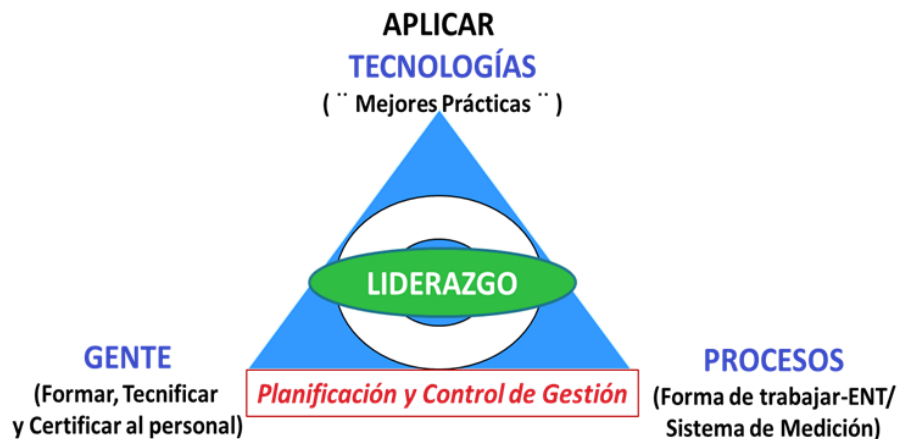 APLICAR
TECNOLOGÍAS
( ¨ Mejores Prácticas ¨ )
LIDERAZGO
GENTE
(Formar, Tecnificar
y Certificar al personal)
Planificación y Control de Gestión
PROCESOS
(Forma de trabajar-ENT/
Sistema de Medición)